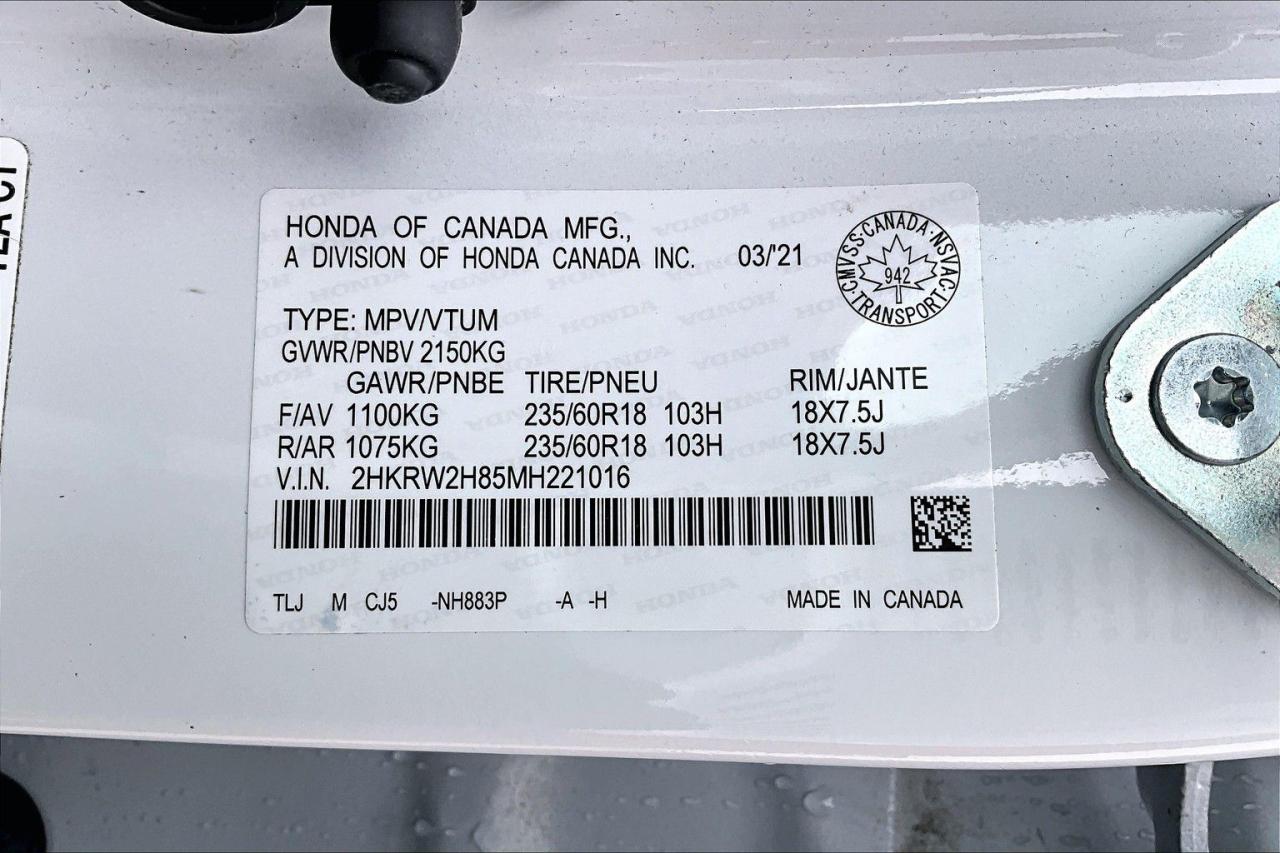 HONDA OF CANADA MFG.,
A DIVISION OF HONDA CANADA INC. 03/'21
CMVSS·CANADA·NSVAC·TRANSPORT·
942
TYPE: MPV/VTUM
GVWR/PNBV 2150KG
GAWR/PNBE TIRE/PNEU RIM/JANTE
F/AV 1100KG 235/60R18 103H 18X7.5J
R/AR 1075KG 235/60R18 103H 18X7.5J
V.I.N. 2HKRW2H85MH221016
TLJ M CJ5 -NH883P -A -H MADE IN CANADA